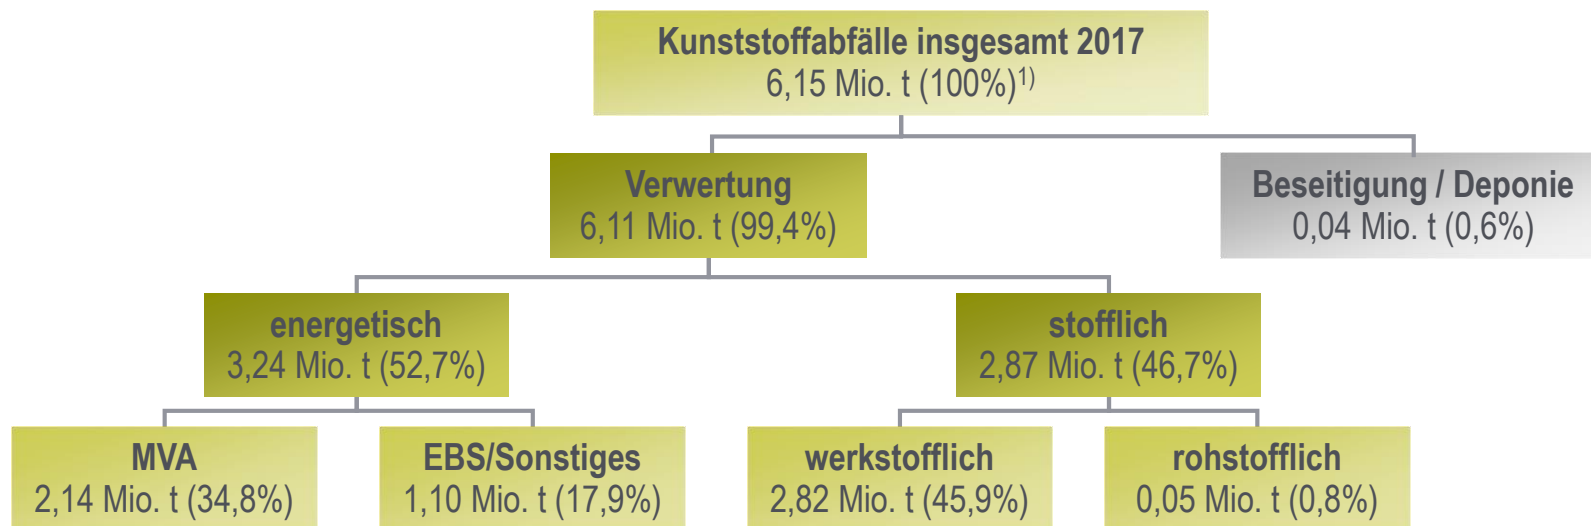 Kunststoffabfälle insgesamt 2017
6,15 Mio. t (100%)1)
Verwertung
6,11 Mio. t (99,4%)
Beseitigung / Deponie
0,04 Mio. t (0,6%)
energetisch
3,24 Mio. t (52,7%)
stofflich
2,87 Mio. t (46,7%)
MVA
2,14 Mio. t (34,8%)
EBS/Sonstiges
1,10 Mio. t (17,9%)
werkstofflich
2,82 Mio. t (45,9%)
rohstofflich
0,05 Mio. t (0,8%)